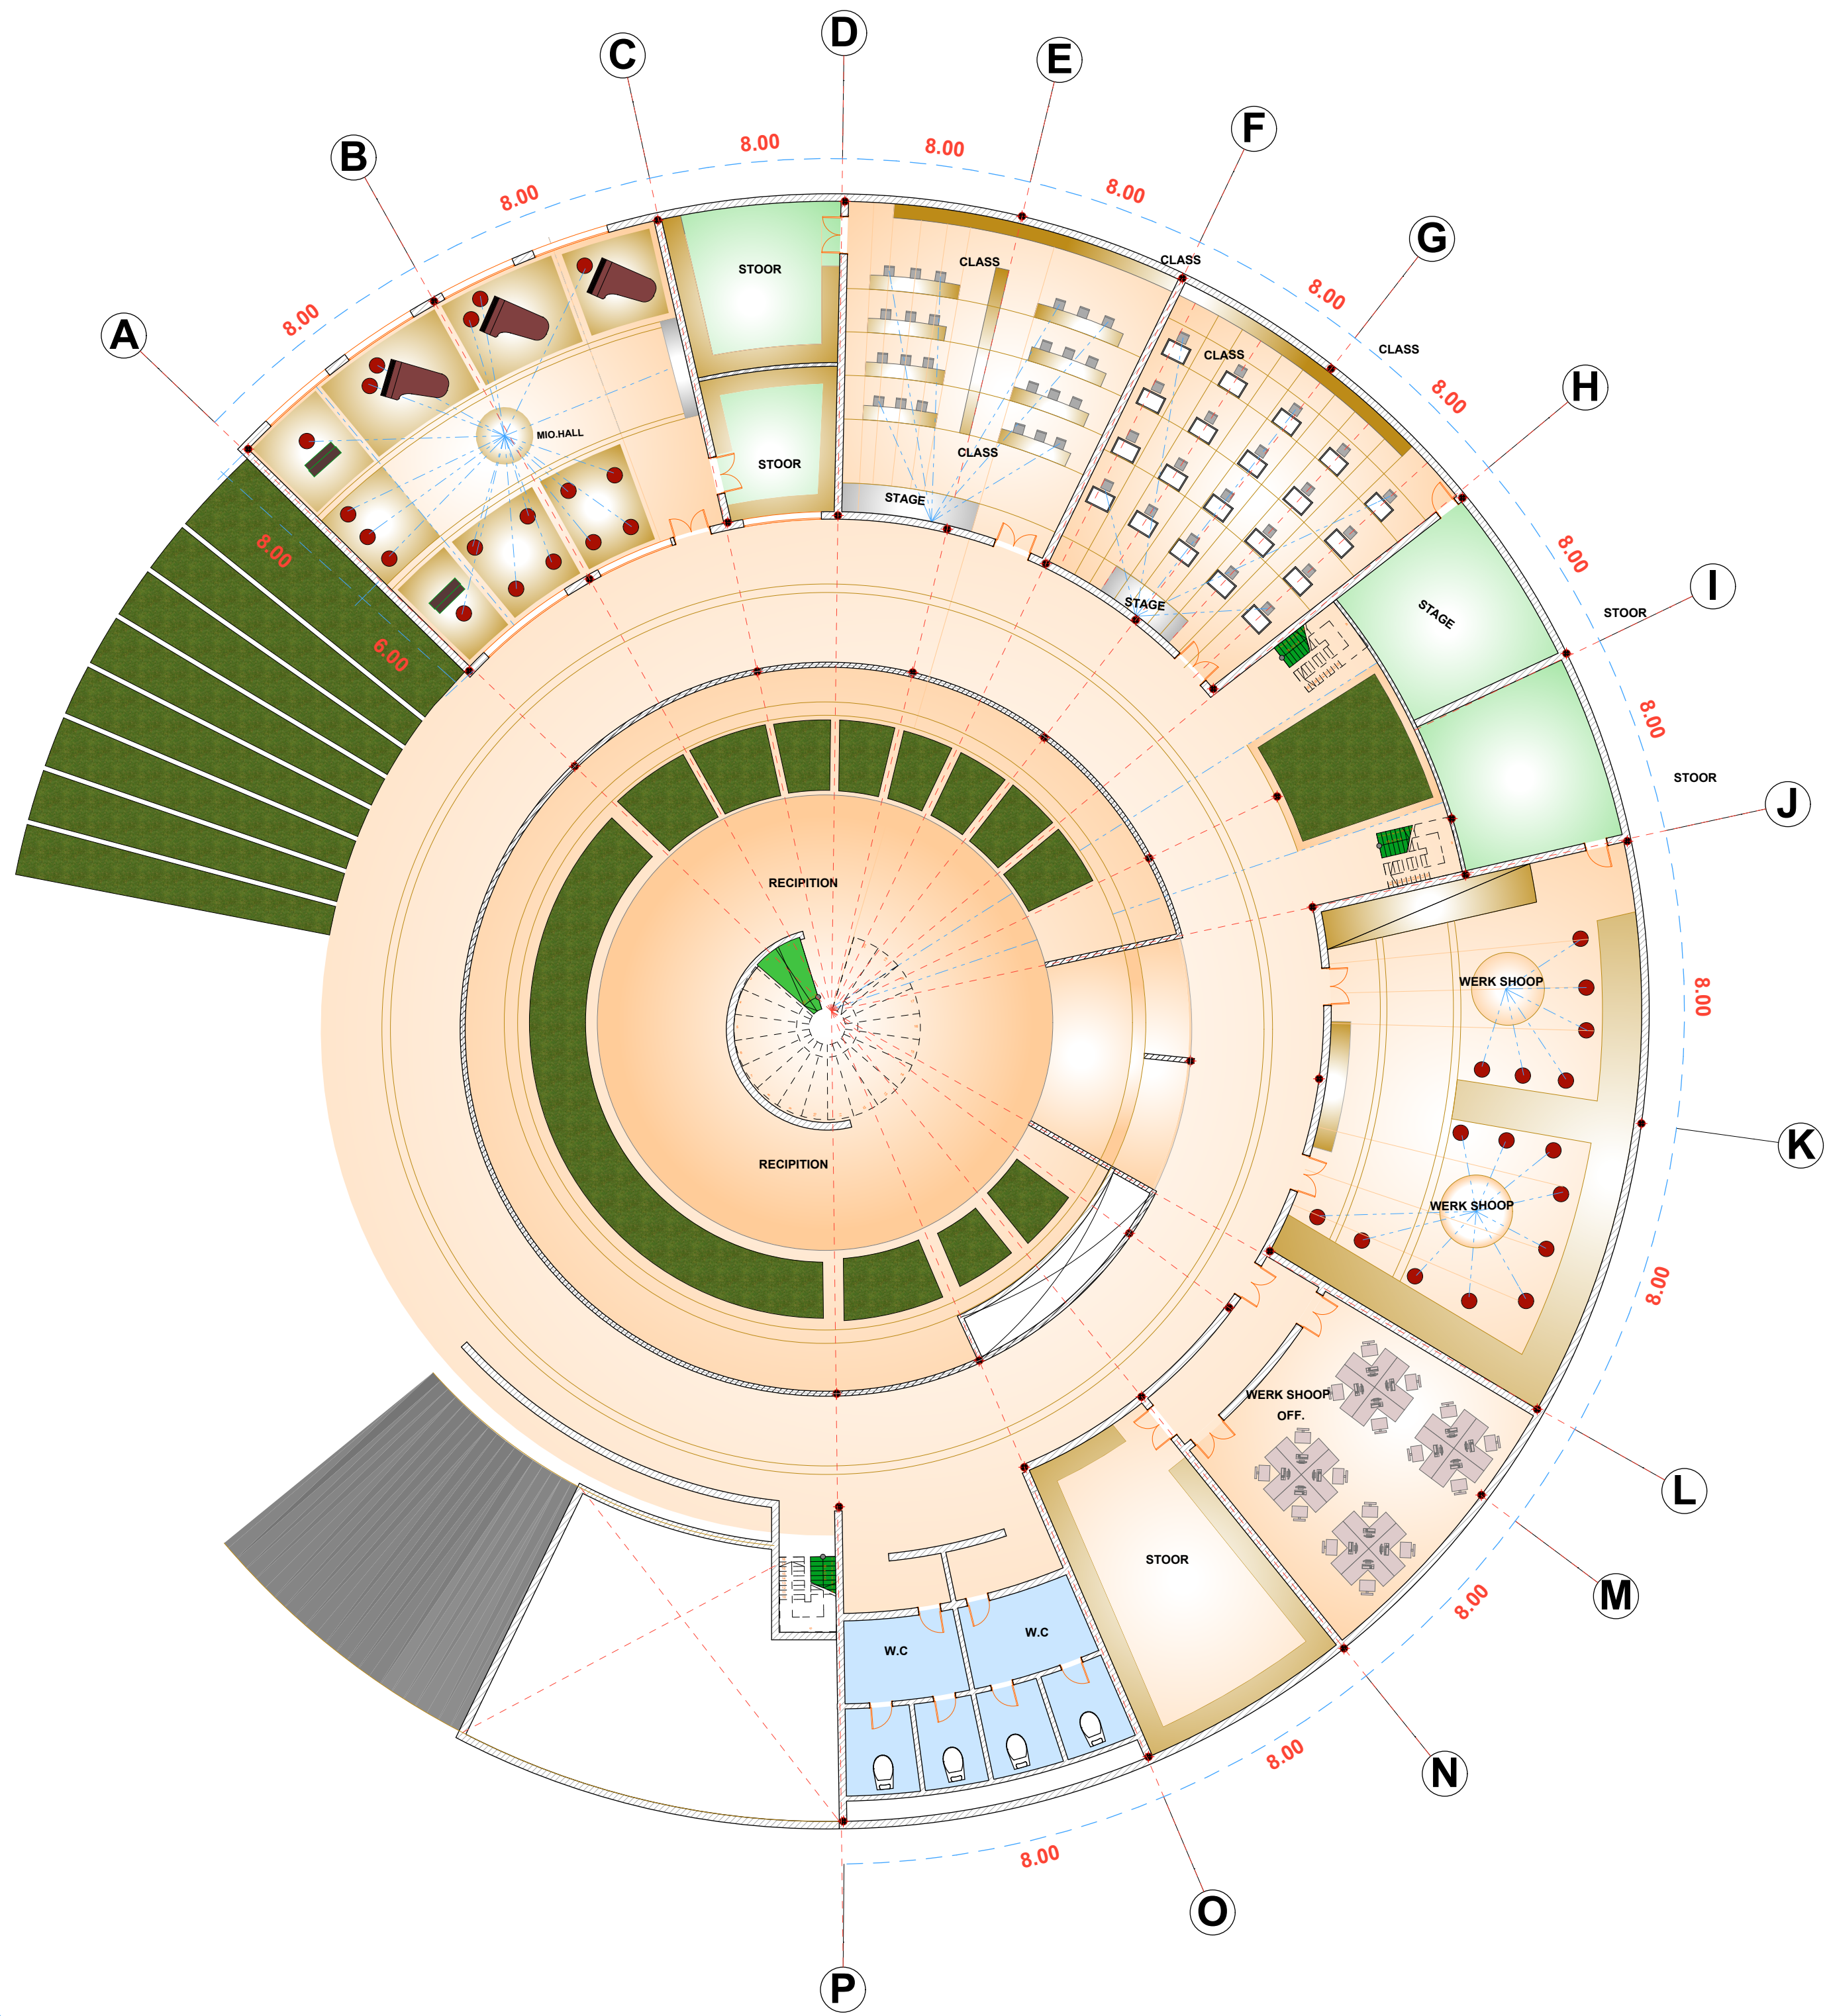 D
C
E
F
B
8.00
8.00
8.00
8.00
G
CLASS
CLASS
STOOR
8.00
8.00
A
CLASS
CLASS
H
8.00
MIO.HALL
CLASS
STOOR
STAGE
8.00
8.00
6.00
I
STAGE
STAGE
STOOR
8.00
STOOR
J
RECIPITION
WERK SHOOP
8.00
K
RECIPITION
WERK SHOOP
8.00
WERK SHOOP
OFF.
L
STOOR
M
8.00
W.C
W.C
8.00
N
8.00
O
P